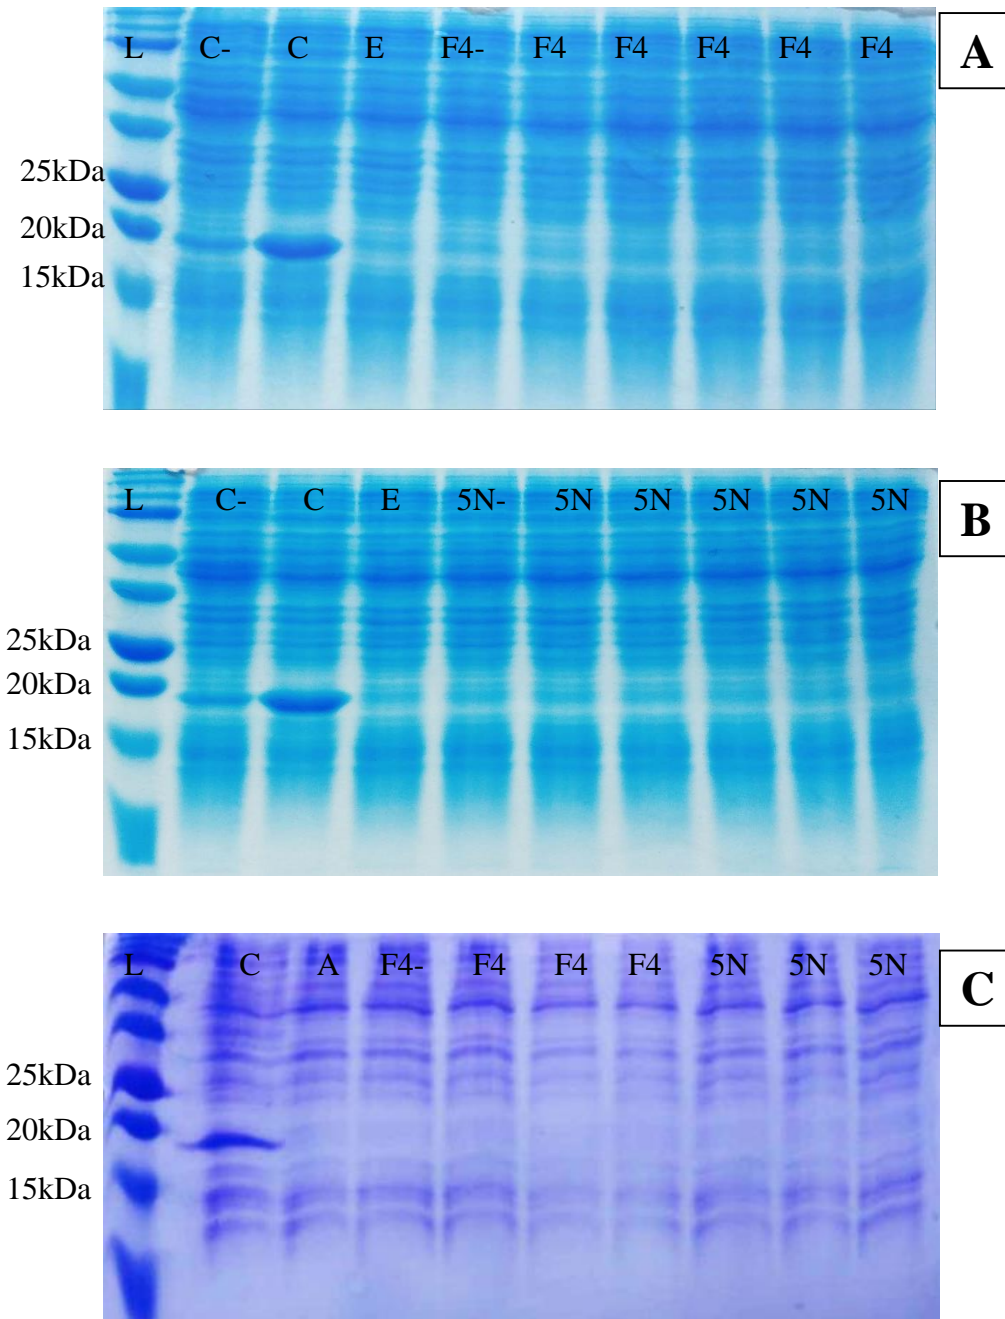 L C- C E F4- F4 F4 F4 F4 F4
A
25kDa
20kDa
15kDa
L C- C E 5N- 5N 5N 5N 5N 5N
B
25kDa
20kDa
15kDa
L C A F4- F4 F4 F4 5N 5N 5N
C
25kDa
20kDa
15kDa